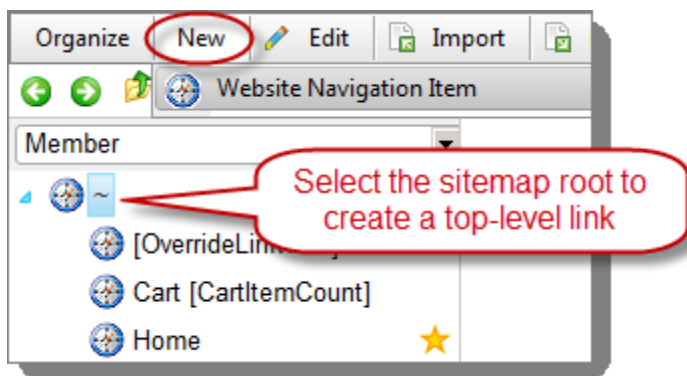 Organize New Edit Import
Website Navigation Item
Member
Select the sitemap root to
create a top-level link
~
Cart [CartItemCount]
Home